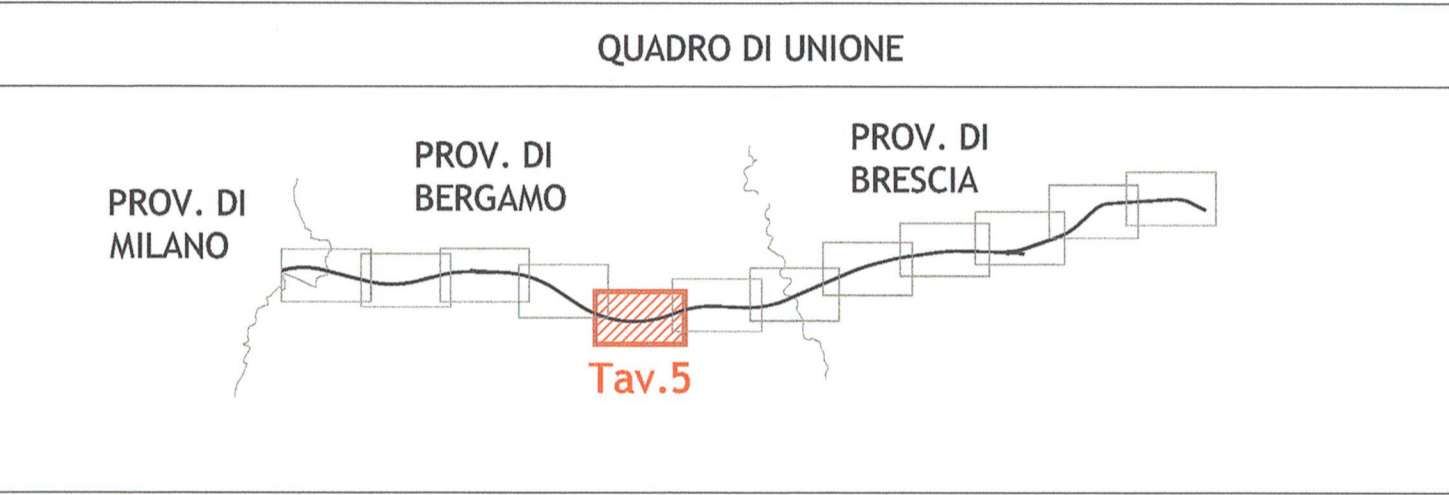 QUADRO DI UNIONE
PROV. DI
MILANO
PROV. DI
BERGAMO
PROV. DI
BRESCIA
Tav.5